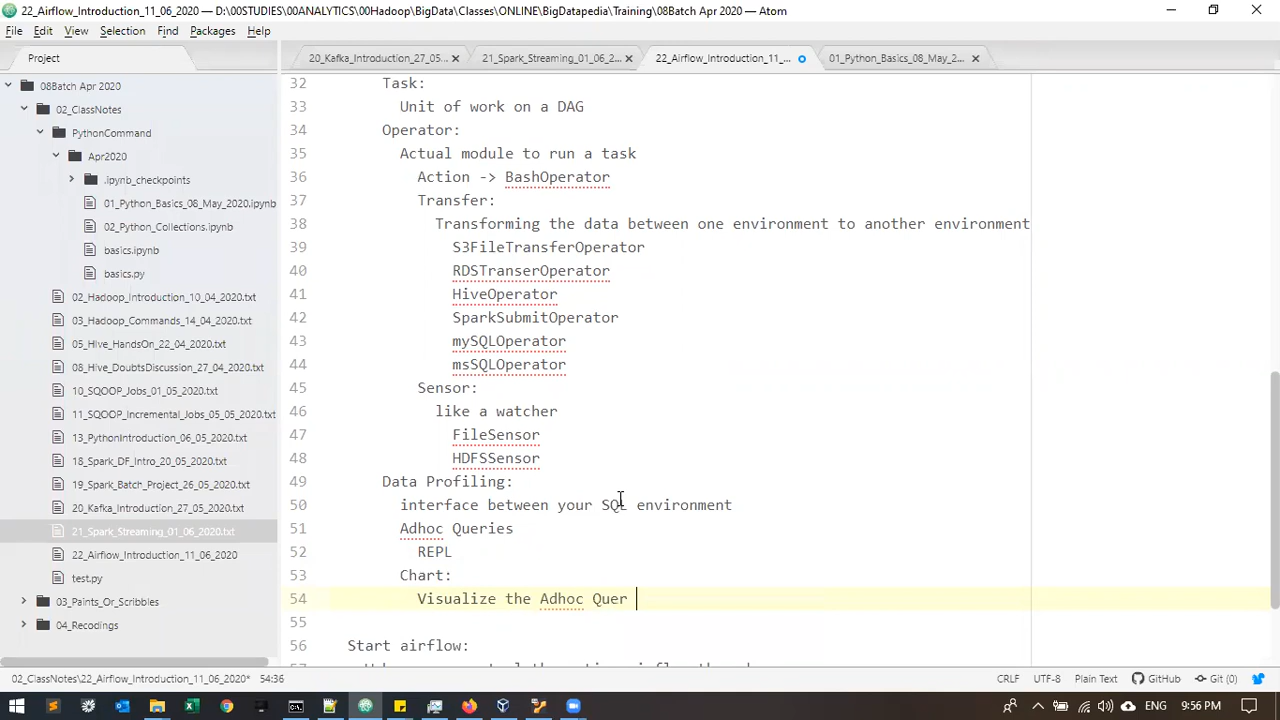 22_Airflow_Introduction_11_06_2020 — D:\00STUDIES\00ANALYTICS\00Hadoop\BigData\Classes\ONLINE\BigDatapedia\Training\08Batch Apr 2020 — Atom
File Edit View Selection Find Packages Help
Project
20_Kafka_Introduction_27_05...
21_Spark_Streaming_01_06_2...
22_Airflow_Introduction_11_...
01_Python_Basics_08_May_2...
08Batch Apr 2020
02_ClassNotes
PythonCommand
Apr2020
.ipynb_checkpoints
01_Python_Basics_08_May_2020.ipynb
02_Python_Collections.ipynb
basics.ipynb
basics.py
02_Hadoop_Introduction_10_04_2020.txt
03_Hadoop_Commands_14_04_2020.txt
05_Hive_HandsOn_22_04_2020.txt
08_Hive_DoubtsDiscussion_27_04_2020.txt
10_SQOOP_Jobs_01_05_2020.txt
11_SQOOP_Incremental_Jobs_05_05_2020.txt
13_PythonIntroduction_06_05_2020.txt
18_Spark_DF_Intro_20_05_2020.txt
19_Spark_Batch_Project_26_05_2020.txt
20_Kafka_Introduction_27_05_2020.txt
21_Spark_Streaming_01_06_2020.txt
22_Airflow_Introduction_11_06_2020
test.py
03_Paints_Or_Scribbles
04_Recodings
32 Task:
33 Unit of work on a DAG
34 Operator:
35 Actual module to run a task
36 Action -> BashOperator
37 Transfer:
38 Transforming the data between one environment to another environment
39 S3FileTransferOperator
40 RDSTranserOperator
41 HiveOperator
42 SparkSubmitOperator
43 mySQLOperator
44 msSQLOperator
45 Sensor:
46 like a watcher
47 FileSensor
48 HDFSSensor
49 Data Profiling:
50 interface between your SQL environment
51 Adhoc Queries
52 REPL
53 Chart:
54 Visualize the Adhoc Quer
55
56 Start airflow:
02_ClassNotes\22_Airflow_Introduction_11_06_2020* 54:36
CRLF UTF-8 Plain Text GitHub Git (0)
ENG 9:56 PM